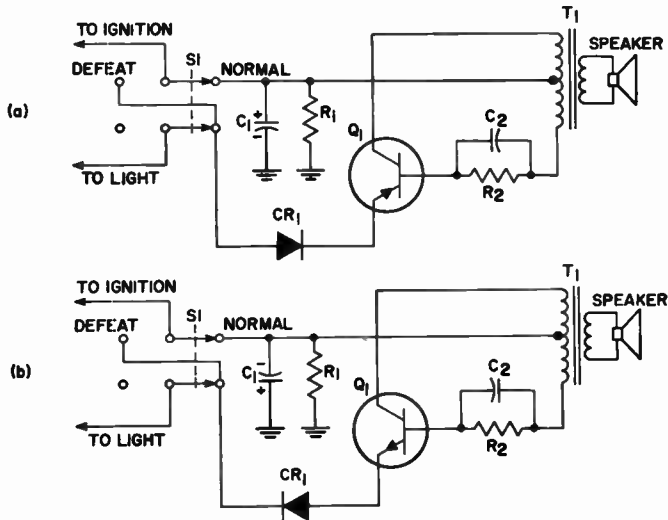 (a)
TO IGNITION
DEFEAT
S1
NORMAL
TO LIGHT
C1
+
-
R1
Q1
CR1
C2
R2
T1
SPEAKER
(b)
TO IGNITION
DEFEAT
S1
NORMAL
TO LIGHT
C1
-
+
R1
Q1
CR1
C2
R2
T1
SPEAKER